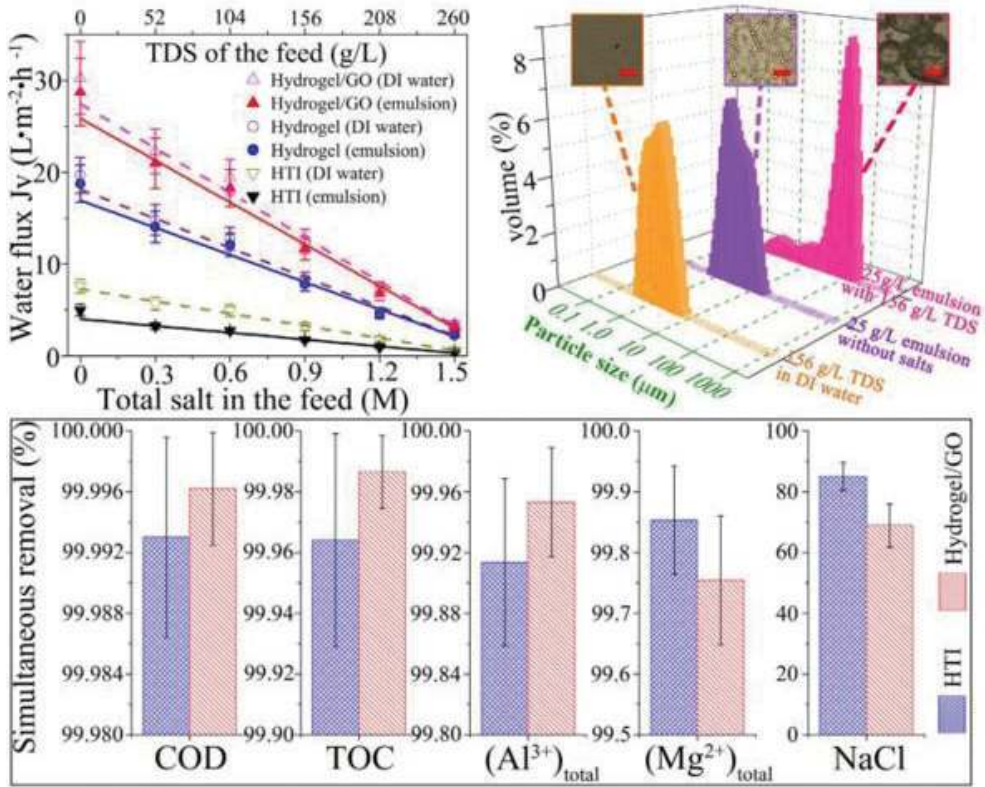 0 52 104 156 208 260
TDS of the feed (g/L)
Hydrogel/GO (DI water)
Hydrogel/GO (emulsion)
Hydrogel (DI water)
Hydrogel (emulsion)
HTI (DI water)
HTI (emulsion)
Water flux Jv (L·m⁻²·h⁻¹)
30
20
10
0
0 0.3 0.6 0.9 1.2 1.5
Total salt in the feed (M)
volume (%)
8
6
4
2
0
0.1 1.0 10 100 1000
Particle size (μm)
25g/L emulsion
with 156 g/L TDS
25 g/L emulsion
without salts
156 g/L TDS
in DI water
Simultaneous removal (%)
100.000
99.996
99.992
99.988
99.984
99.980
COD
100.00
99.98
99.96
99.94
99.92
99.90
TOC
100.00
99.96
99.92
99.88
99.84
99.80
(Al³⁺)total
100.0
99.9
99.8
99.7
99.6
99.5
(Mg²⁺)total
100
80
60
40
20
0
NaCl
HTI
Hydrogel/GO